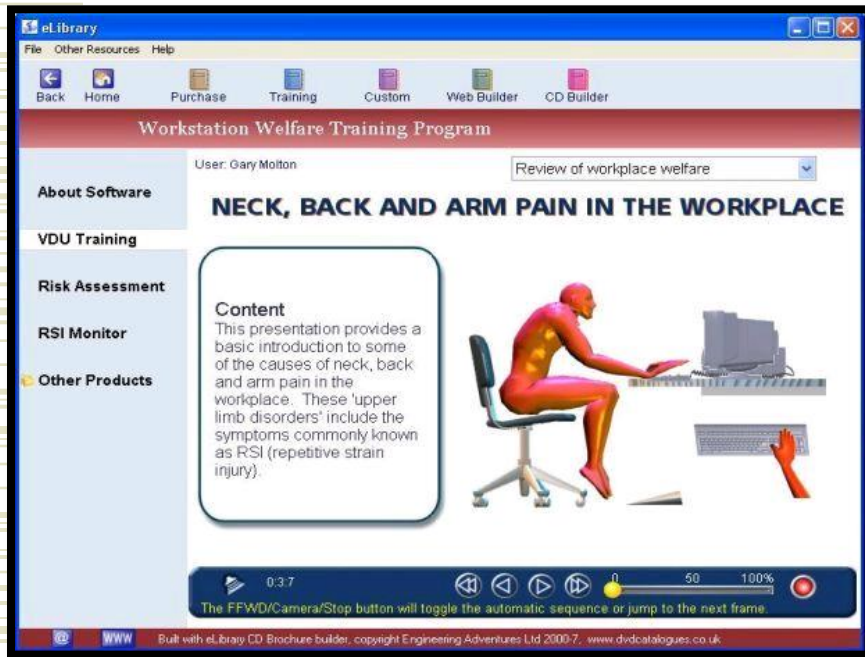 eLibrary
File Other Resources Help
Back Home Purchase Training Custom Web Builder CD Builder
Workstation Welfare Training Program
User: Gary Molton
Review of workplace welfare
About Software
VDU Training
Risk Assessment
RSI Monitor
Other Products
NECK, BACK AND ARM PAIN IN THE WORKPLACE
Content
This presentation provides a
basic introduction to some
of the causes of neck, back
and arm pain in the
workplace. These 'upper
limb disorders' include the
symptoms commonly known
as RSI (repetitive strain
injury).
0:3:7
0 50 100%
The FFWD/Camera/Stop button will toggle the automatic sequence or jump to the next frame.
@ WWW Built with eLibrary CD Brochure builder, copyright Engineering Adventures Ltd 2000-7, www.dvdcatalogues.co.uk